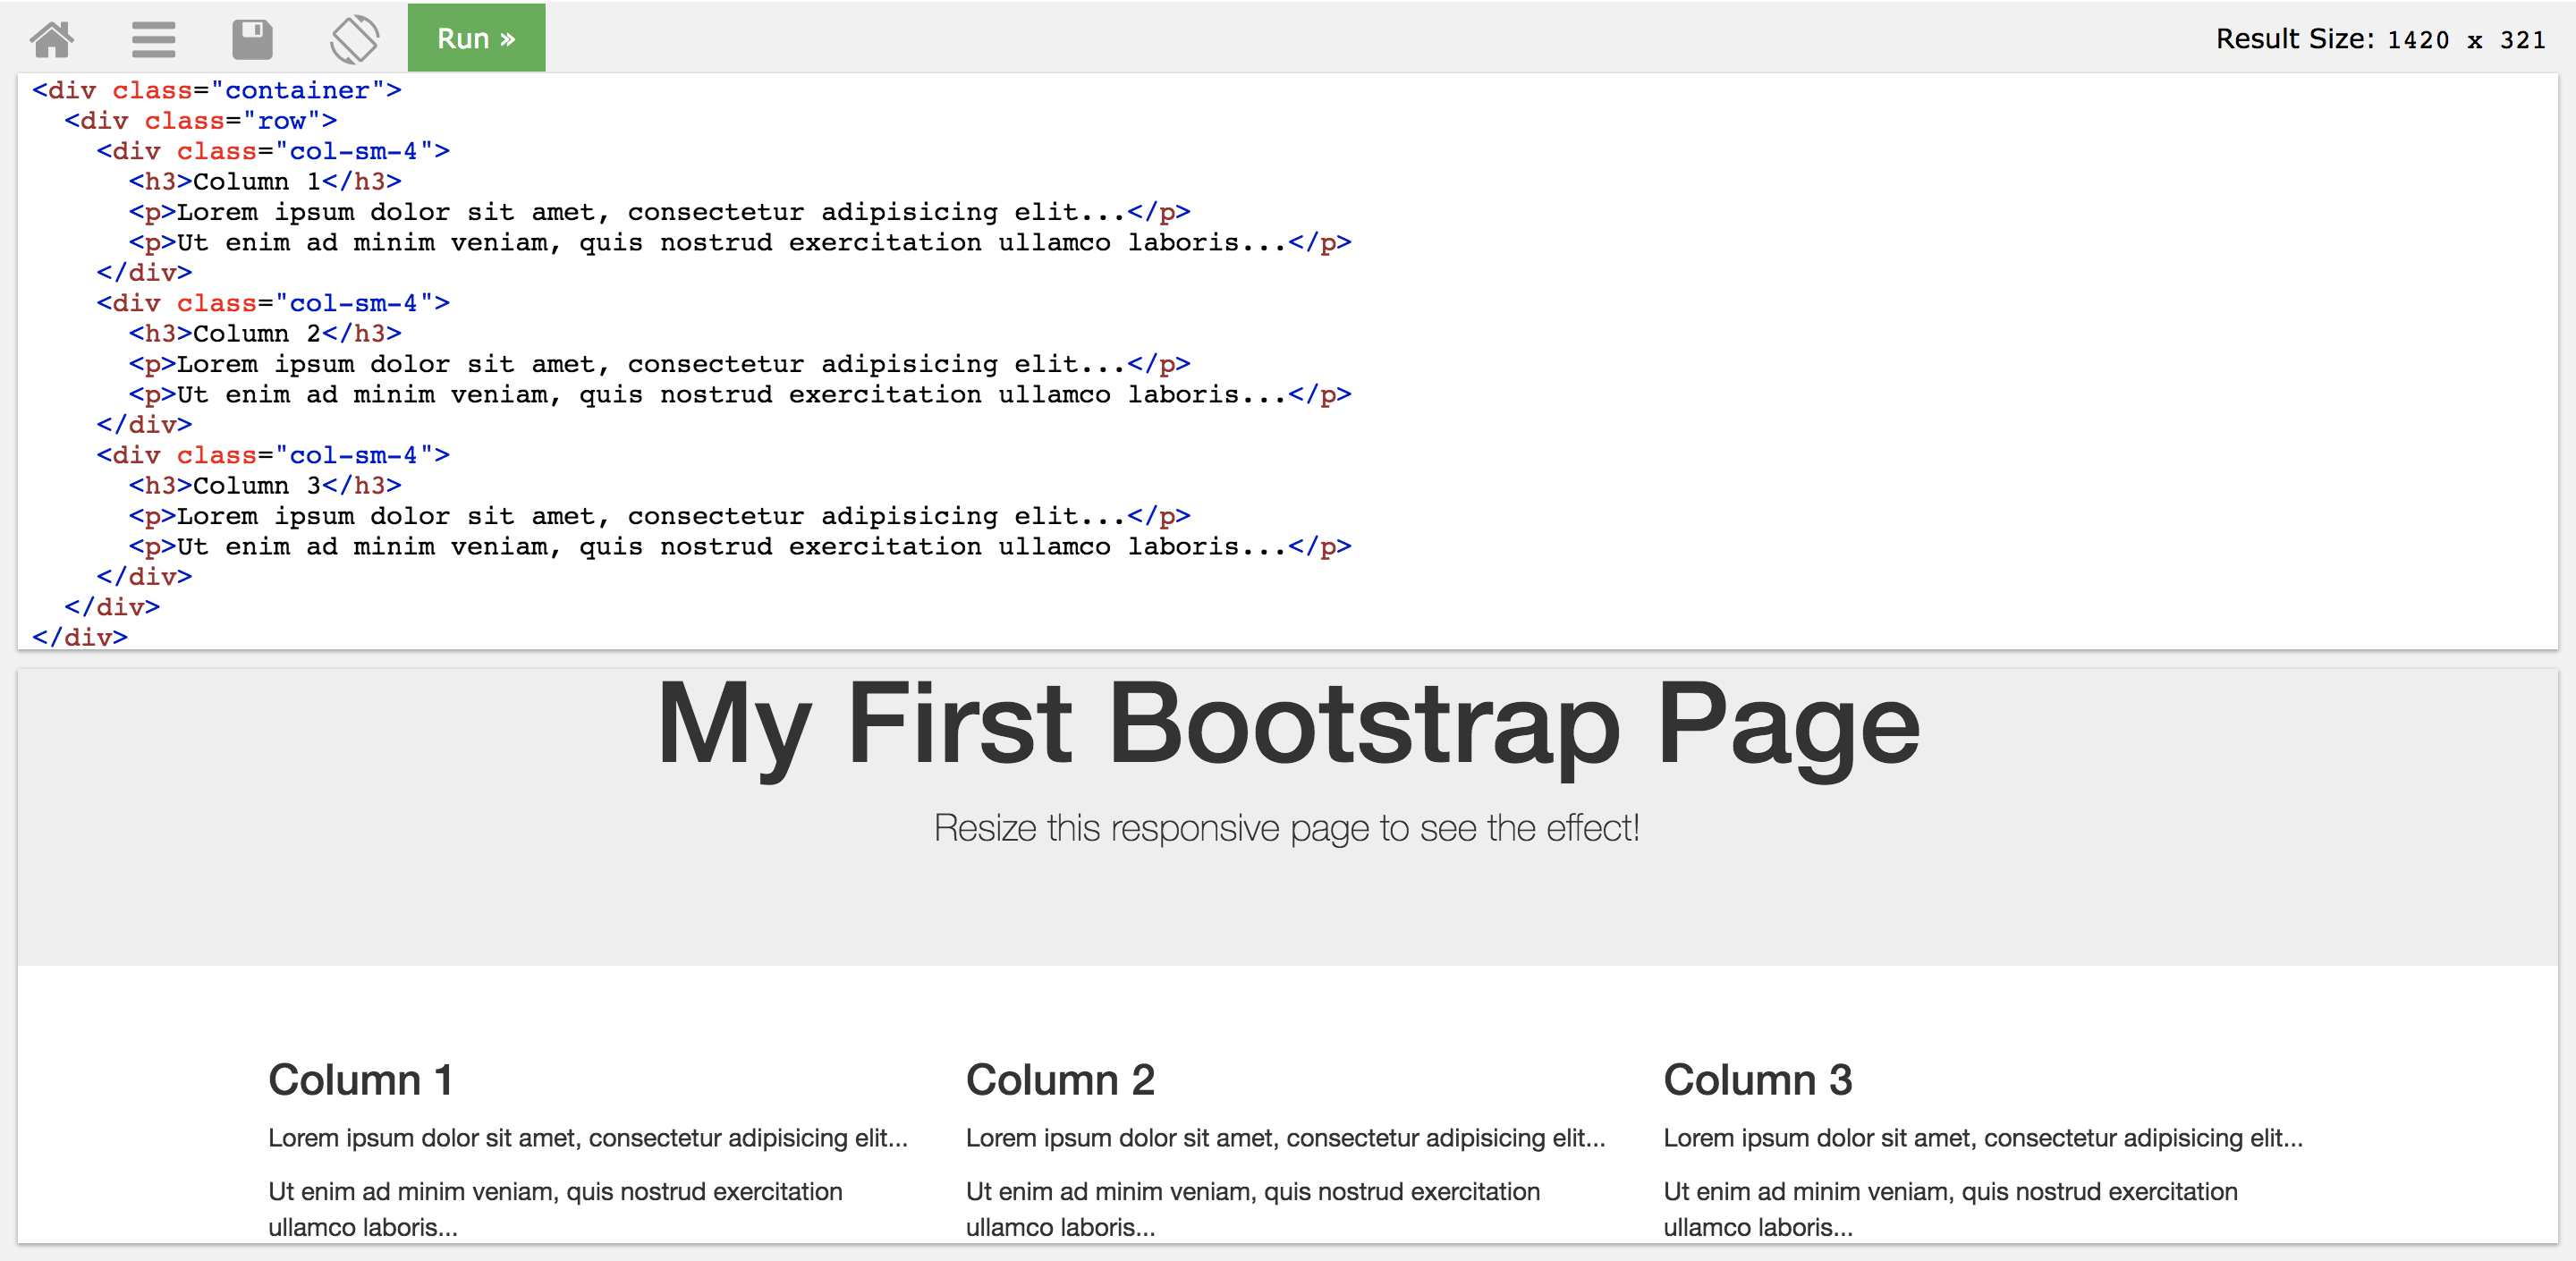 Run »
Result Size: 1420 x 321
<div class="container">
  <div class="row">
    <div class="col-sm-4">
      <h3>Column 1</h3>
      <p>Lorem ipsum dolor sit amet, consectetur adipisicing elit...</p>
      <p>Ut enim ad minim veniam, quis nostrud exercitation ullamco laboris...</p>
    </div>
    <div class="col-sm-4">
      <h3>Column 2</h3>
      <p>Lorem ipsum dolor sit amet, consectetur adipisicing elit...</p>
      <p>Ut enim ad minim veniam, quis nostrud exercitation ullamco laboris...</p>
    </div>
    <div class="col-sm-4">
      <h3>Column 3</h3>
      <p>Lorem ipsum dolor sit amet, consectetur adipisicing elit...</p>
      <p>Ut enim ad minim veniam, quis nostrud exercitation ullamco laboris...</p>
    </div>
  </div>
</div>
My First Bootstrap Page
Resize this responsive page to see the effect!
Column 1
Lorem ipsum dolor sit amet, consectetur adipisicing elit...
Ut enim ad minim veniam, quis nostrud exercitation
ullamco laboris...
Column 2
Lorem ipsum dolor sit amet, consectetur adipisicing elit...
Ut enim ad minim veniam, quis nostrud exercitation
ullamco laboris...
Column 3
Lorem ipsum dolor sit amet, consectetur adipisicing elit...
Ut enim ad minim veniam, quis nostrud exercitation
ullamco laboris...